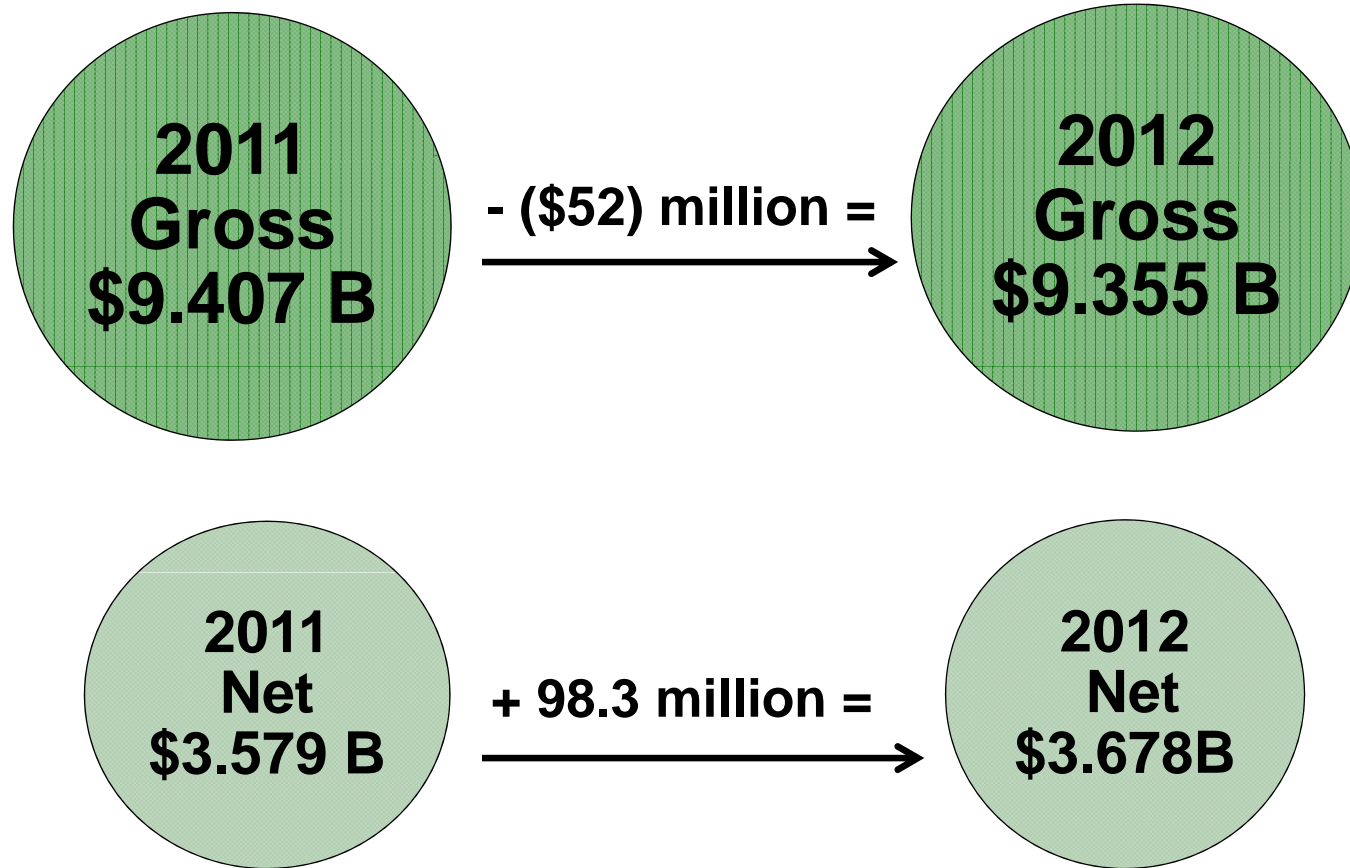 2011
Gross
$9.407 B
- ($52) million =
2012
Gross
$9.355 B
2011
Net
$3.579 B
+ 98.3 million =
2012
Net
$3.678B